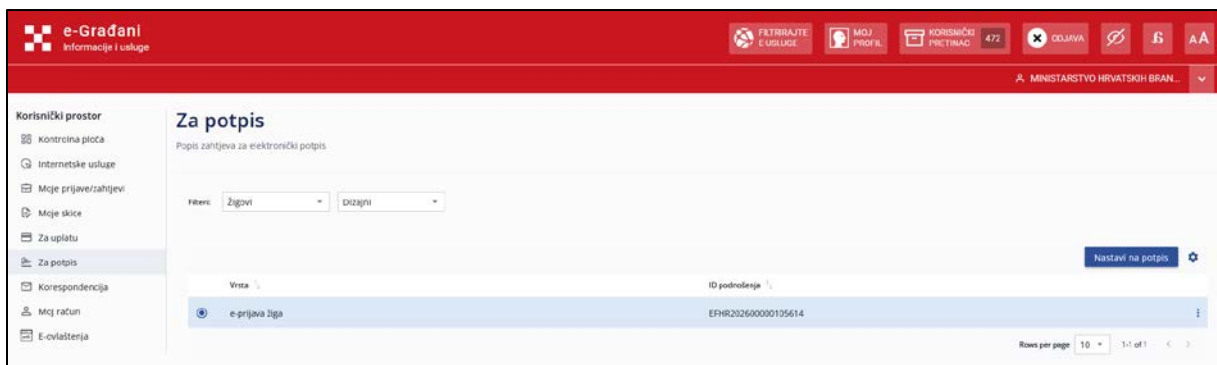 e-Građani
Informacije i usluge
FILTRIRAJTE
E USLUGE
MOJ
PROFIL
KORISNIČKI
PRETINAC
472
ODJAVA
AA
MINISTARSTVO HRVATSKIH BRAN...
Korisnički prostor
Kontrolna ploča
Internetske usluge
Moje prijave/zahtjevi
Moje skice
Za uplatu
Za potpis
Korespondencija
Moj račun
E-ovlaštenja
Za potpis
Popis zahtjeva za elektronički potpis
Filteri: Žigovi Dizajni
Nastavi na potpis
Vrsta ID podnošenja
e-prijava žiga EFHR202600000105614
Rows per page 10 1-1 of 1